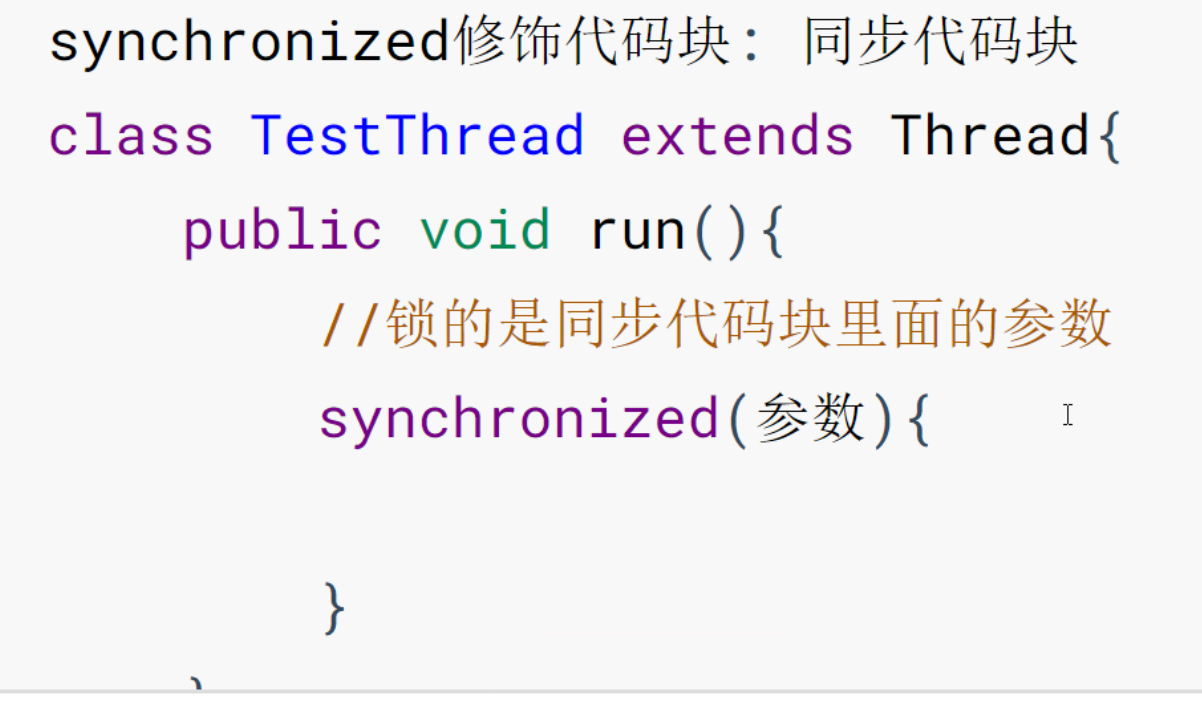 synchronized修饰代码块: 同步代码块
class TestThread extends Thread{
public void run(){
//锁的是同步代码块里面的参数
synchronized(参数){
}
}